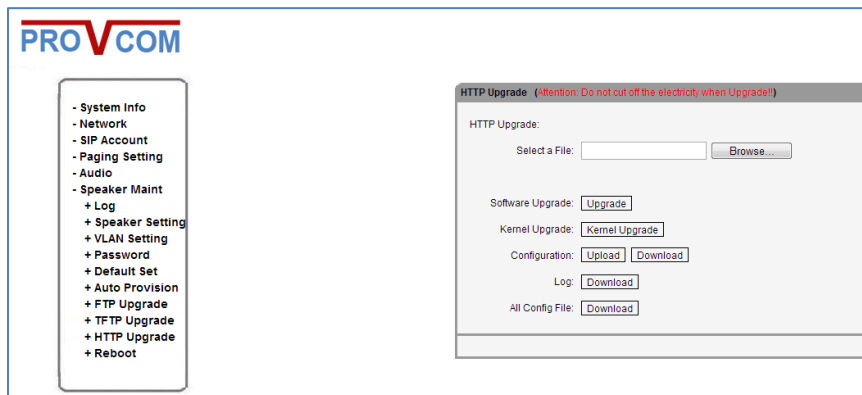 PROVCOM
- System Info
- Network
- SIP Account
- Paging Setting
- Audio
- Speaker Maint
+ Log
+ Speaker Setting
+ VLAN Setting
+ Password
+ Default Set
+ Auto Provision
+ FTP Upgrade
+ TFTP Upgrade
+ HTTP Upgrade
+ Reboot
HTTP Upgrade (Attention: Do not cut off the electricity when Upgrade!!)
HTTP Upgrade:
Select a File: Browse...
Software Upgrade: Upgrade
Kernel Upgrade: Kernel Upgrade
Configuration: Upload Download
Log: Download
All Config File: Download